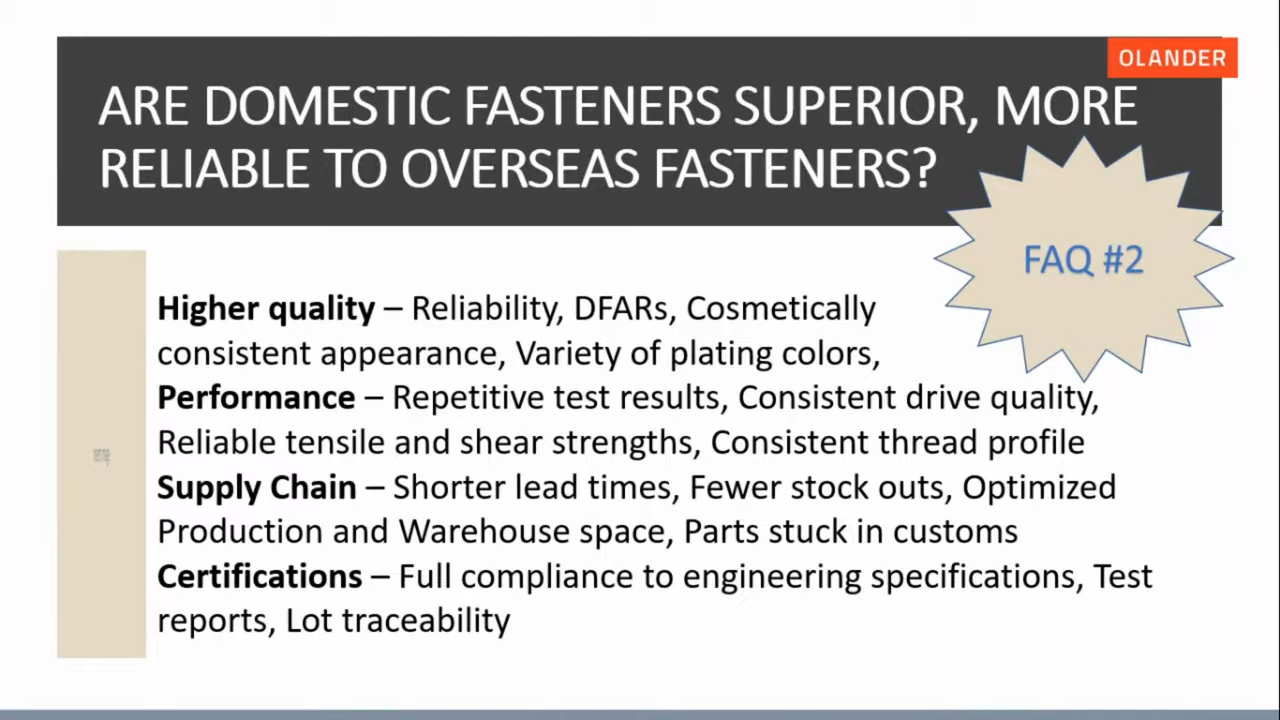 OLANDER
ARE DOMESTIC FASTENERS SUPERIOR, MORE
RELIABLE TO OVERSEAS FASTENERS?
FAQ #2
Higher quality – Reliability, DFARs, Cosmetically
consistent appearance, Variety of plating colors,
Performance – Repetitive test results, Consistent drive quality,
Reliable tensile and shear strengths, Consistent thread profile
Supply Chain – Shorter lead times, Fewer stock outs, Optimized
Production and Warehouse space, Parts stuck in customs
Certifications – Full compliance to engineering specifications, Test
reports, Lot traceability